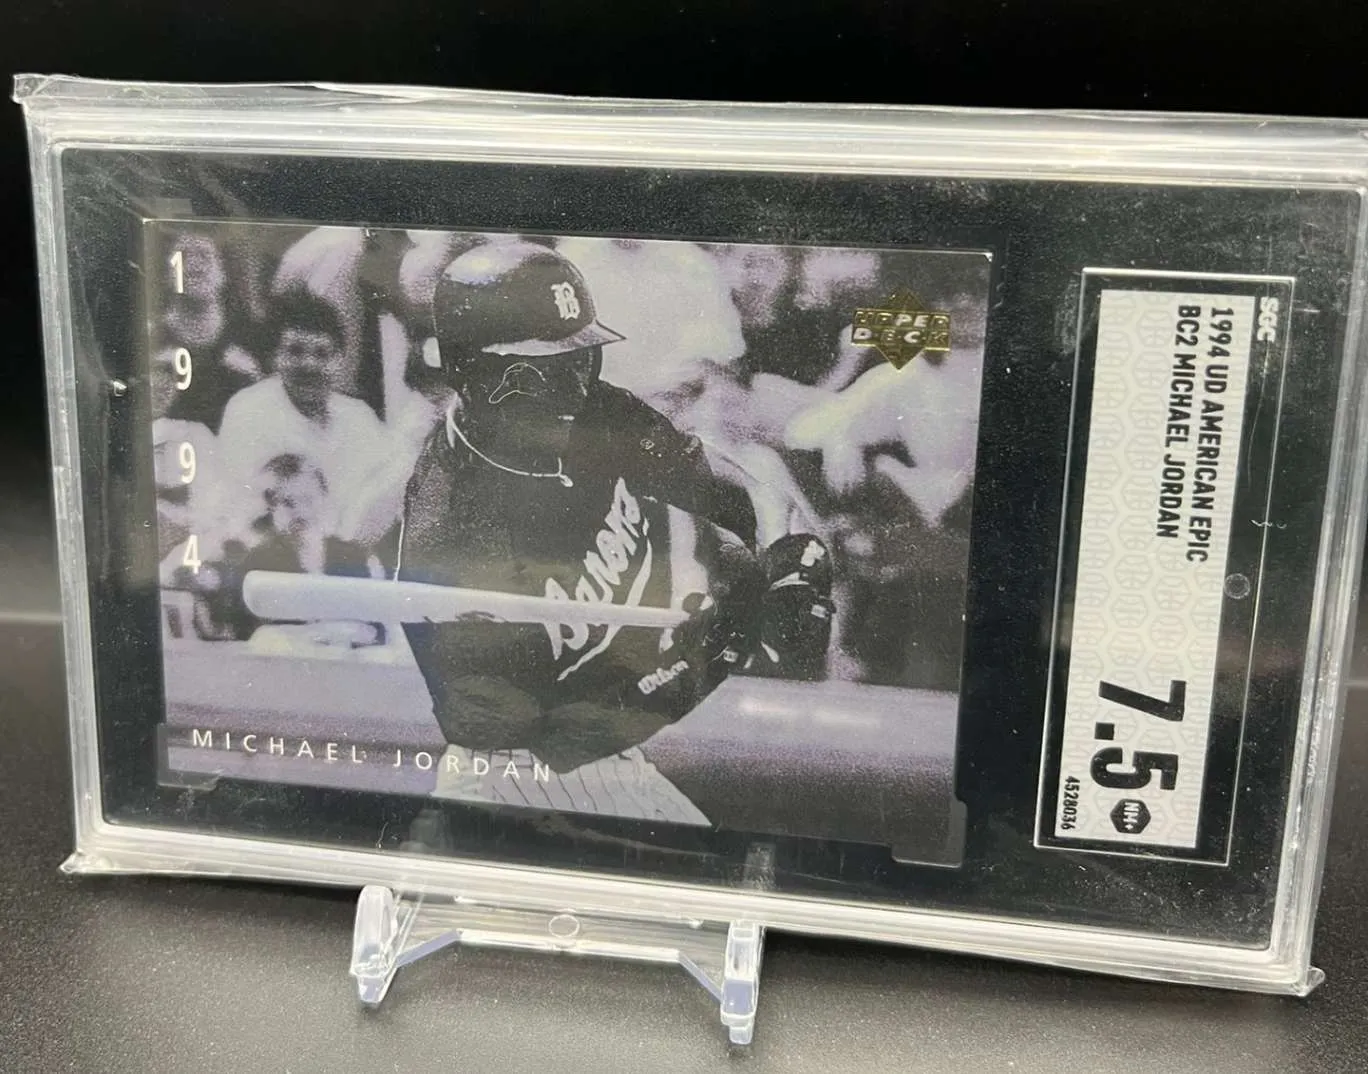 1
9
9
4
B
UPPER
DECK
Barons
Wilson
MICHAEL JORDAN
SGC
1994 UD AMERICAN EPIC
BC2 MICHAEL JORDAN
7.5
NM+
4528036